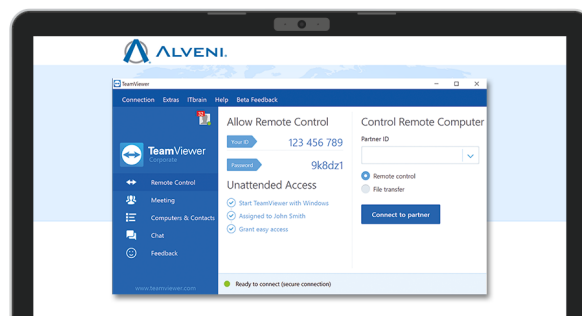 ALVENI.
TeamViewer
Connection Extras ITbrain Help Beta Feedback
TeamViewer
Corporate
Remote Control
Meeting
Computers & Contacts
Chat
Feedback
www.teamviewer.com
Allow Remote Control
Your ID 123 456 789
Password 9k8dz1
Unattended Access
Start TeamViewer with Windows
Assigned to John Smith
Grant easy access
Control Remote Computer
Partner ID
Remote control
File transfer
Connect to partner
Ready to connect (secure connection)